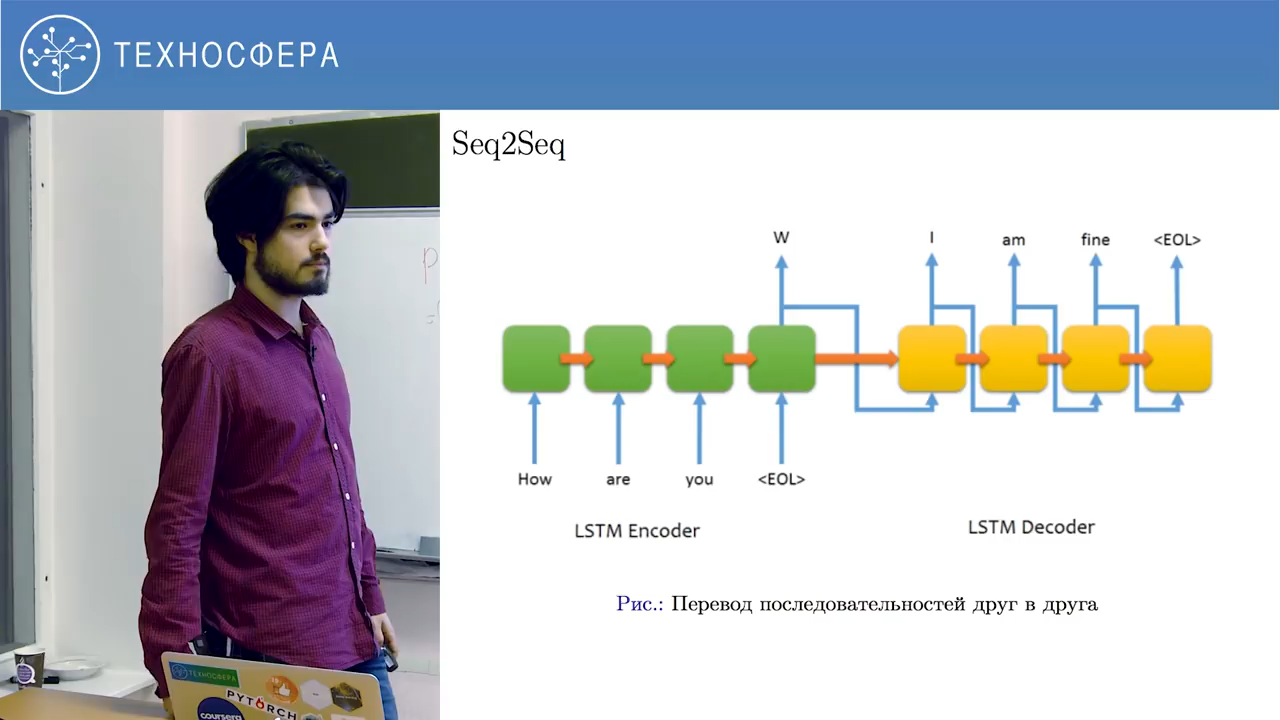 ТЕХНОСФЕРА
Seq2Seq
W I am fine <EOL>
How are you <EOL>
LSTM Encoder LSTM Decoder
Рис.: Перевод последовательностей друг в друга
ТЕХНОСФЕРА
PYTORCH
coursera